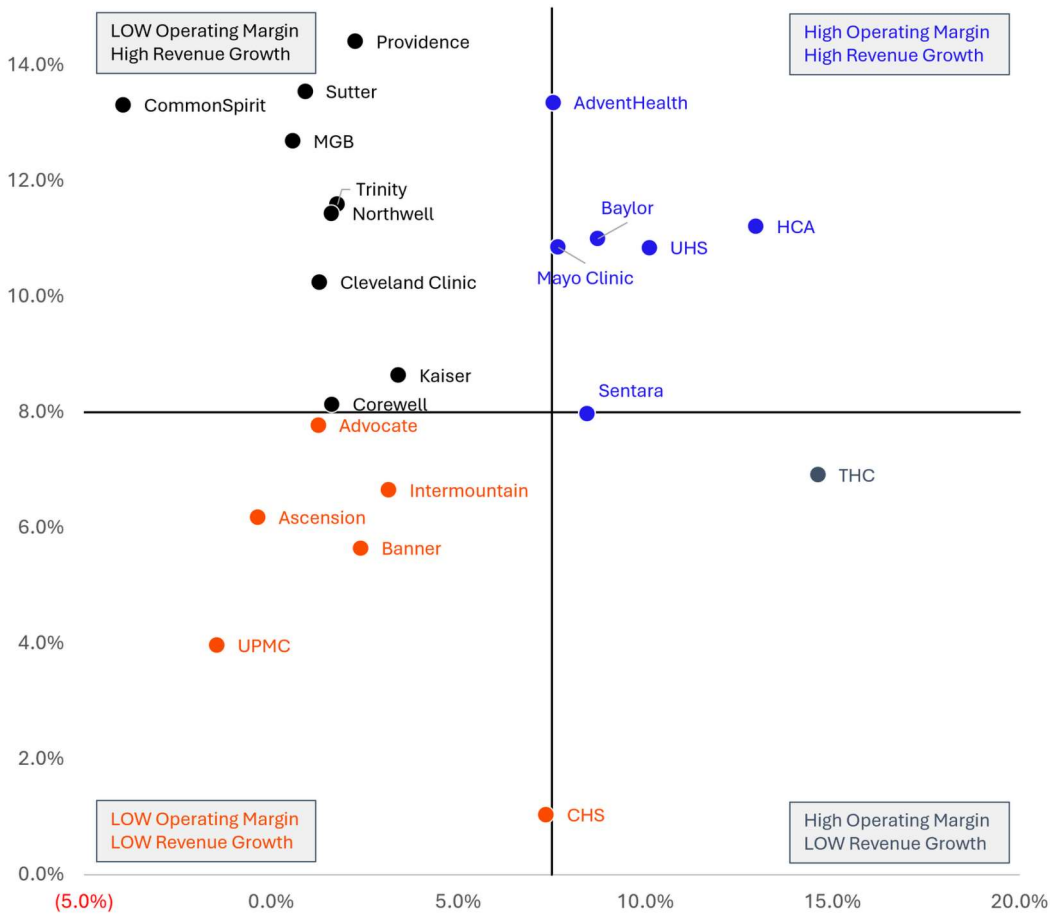 LOW Operating Margin
High Revenue Growth
High Operating Margin
High Revenue Growth
Providence
14.0%
Sutter
CommonSpirit
AdventHealth
MGB
12.0%
Trinity
Northwell
Baylor
HCA
UHS
Mayo Clinic
Cleveland Clinic
10.0%
Kaiser
Sentara
Corewell
8.0%
Advocate
THC
Intermountain
Ascension
6.0%
Banner
UPMC
4.0%
2.0%
CHS
LOW Operating Margin
LOW Revenue Growth
High Operating Margin
LOW Revenue Growth
0.0%
(5.0%)
0.0%
5.0%
10.0%
15.0%
20.0%